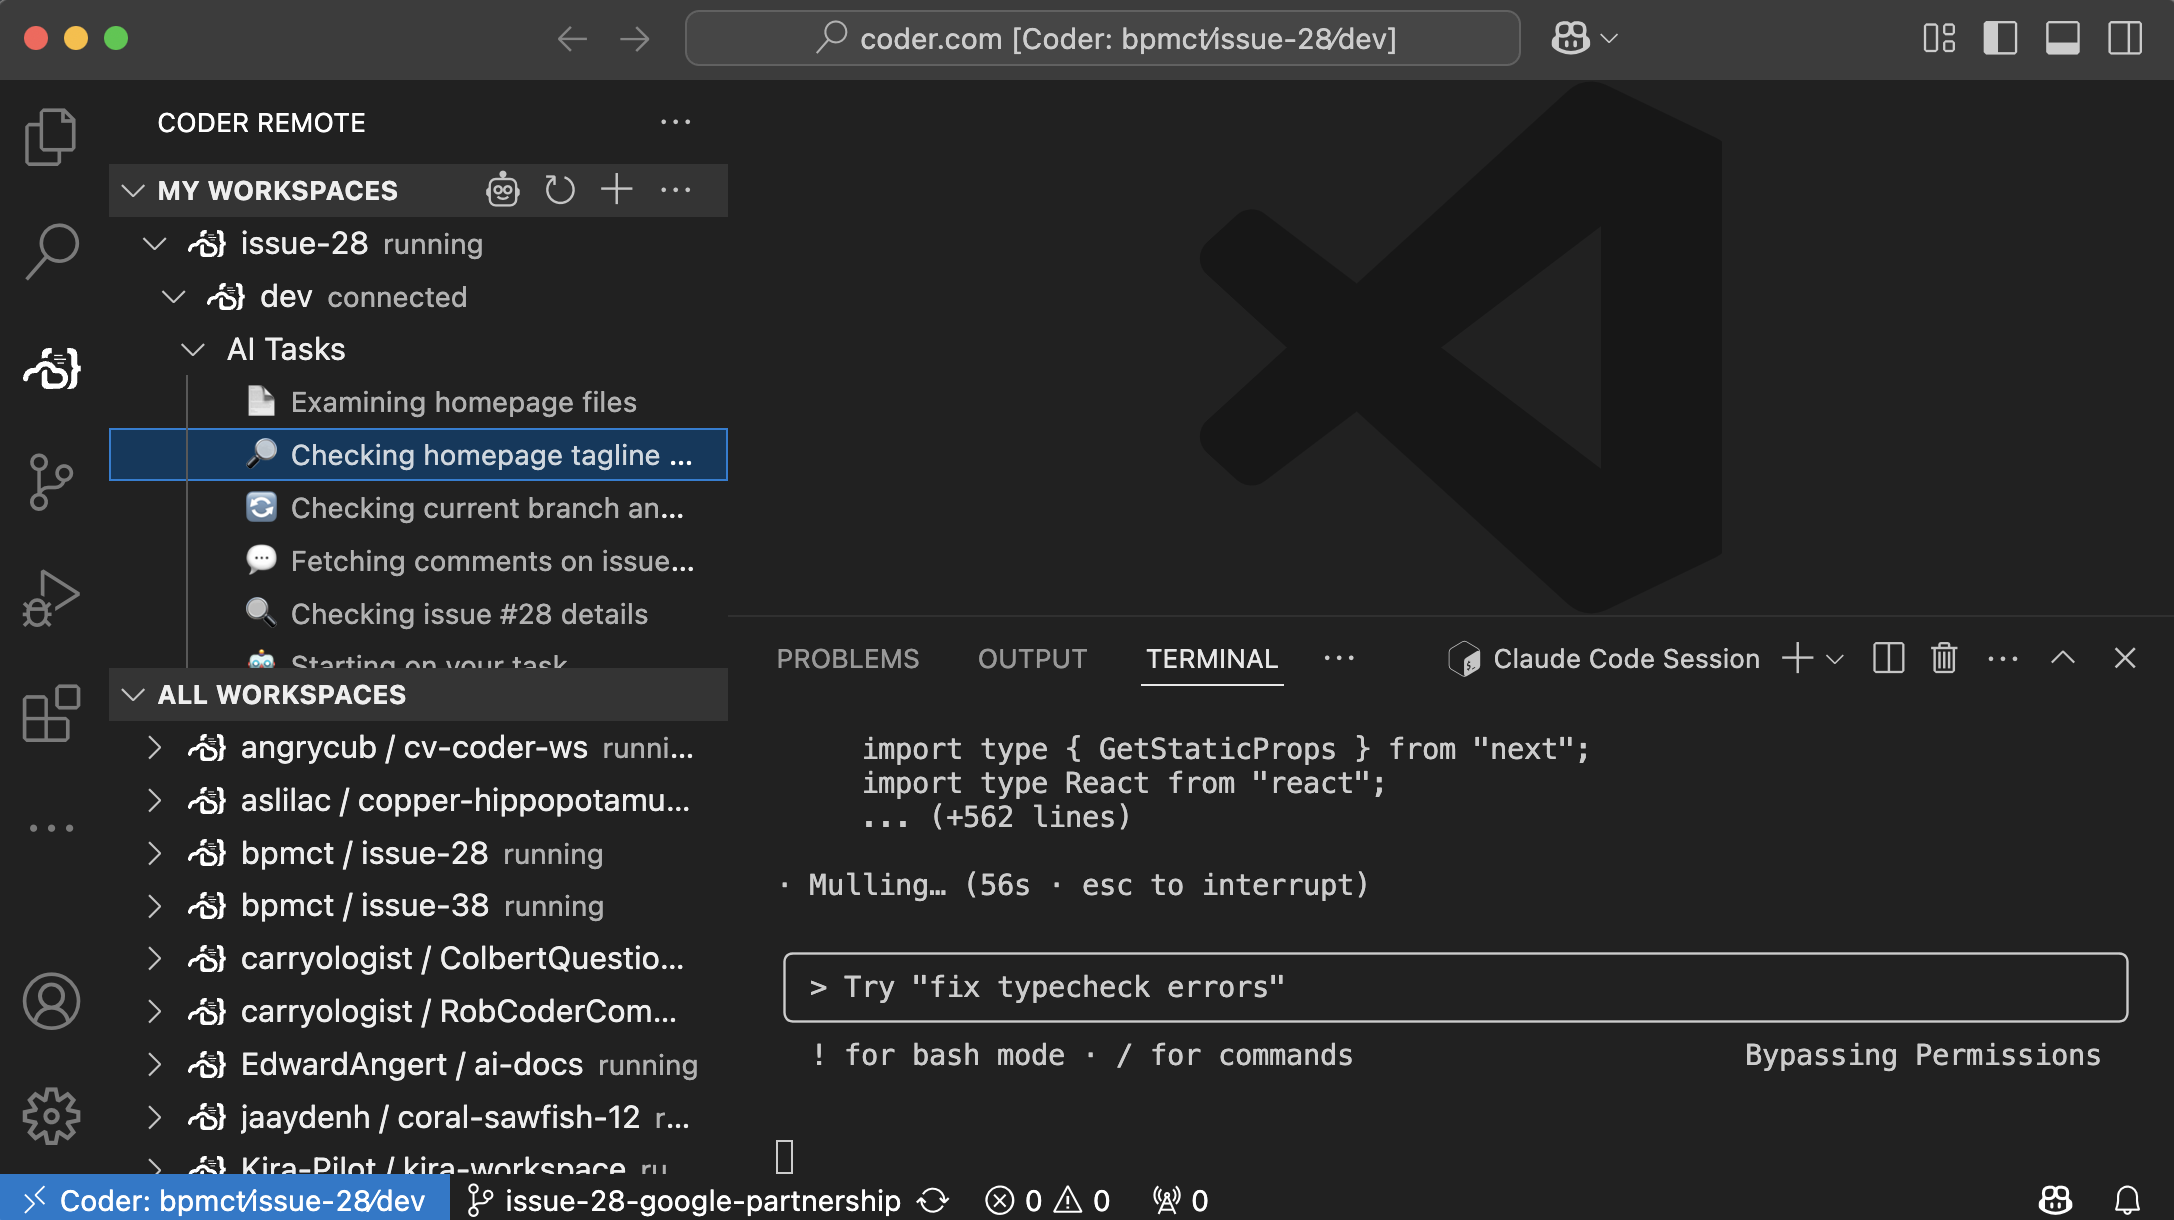 coder.com [Coder: bpmct⁄issue-28⁄dev]
CODER REMOTE
MY WORKSPACES
issue-28 running
dev connected
AI Tasks
Examining homepage files
Checking homepage tagline ...
Checking current branch an...
Fetching comments on issue...
Checking issue #28 details
Starting on your task
ALL WORKSPACES
angrycub / cv-coder-ws runni...
aslilac / copper-hippopotamu...
bpmct / issue-28 running
bpmct / issue-38 running
carryologist / ColbertQuestio...
carryologist / RobCoderCom...
EdwardAngert / ai-docs running
jaaydenh / coral-sawfish-12 r...
Kira-Pilot / kira-workspace ru
PROBLEMS OUTPUT TERMINAL ... Claude Code Session
import type { GetStaticProps } from "next";
import type React from "react";
... (+562 lines)
· Mulling… (56s · esc to interrupt)
> Try "fix typecheck errors"
! for bash mode · / for commands Bypassing Permissions
Coder: bpmct⁄issue-28⁄dev issue-28-google-partnership 0 0 0